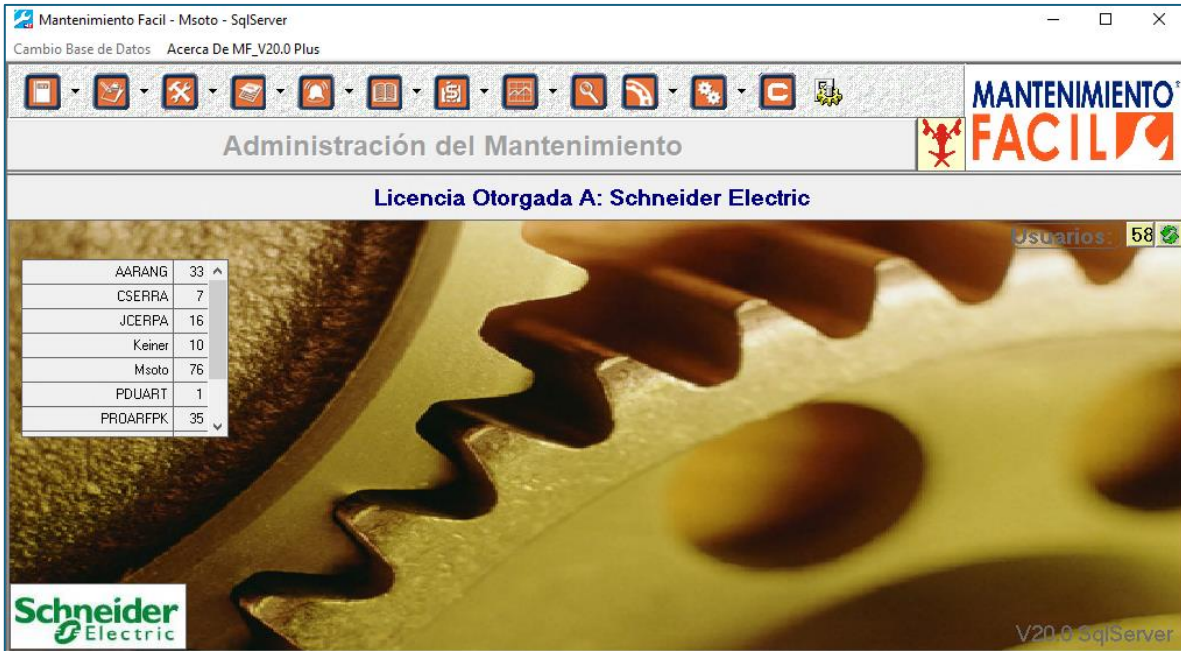 Mantenimiento Facil - Msoto - SqlServer
Cambio Base de Datos Acerca De MF_V20.0 Plus
MANTENIMIENTO
FACIL
Administración del Mantenimiento
Licencia Otorgada A: Schneider Electric
Usuarios: 58
AARANG 33
CSERRA 7
JCERPA 16
Keiner 10
Msoto 76
PDUART 1
PROARFPK 35
Schneider
Electric
V20.0 SqlServer